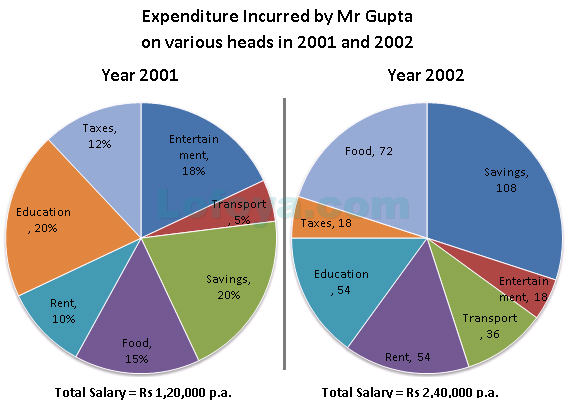 Expenditure Incurred by Mr Gupta
on various heads in 2001 and 2002
Year 2001
Taxes,
12%
Entertain
ment,
18%
Transport
, 5%
Savings,
20%
Food,
15%
Rent,
10%
Education
, 20%
Total Salary = Rs 1,20,000 p.a.
Year 2002
Food, 72
Savings,
108
Entertain
ment, 18
Transport
, 36
Rent, 54
Education
, 54
Taxes, 18
Total Salary = Rs 2,40,000 p.a.